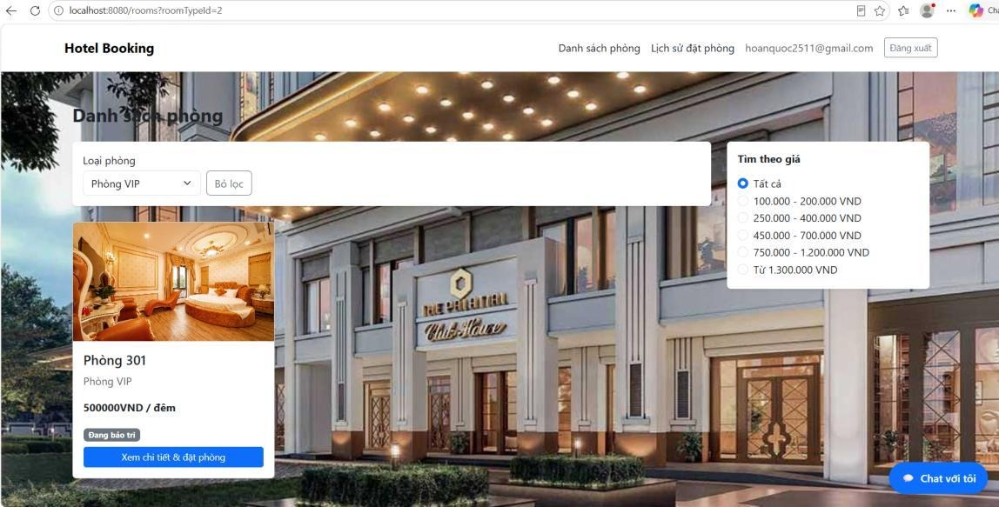 localhost:8080/rooms?roomTypeId=2
Hotel Booking
Danh sách phòng
Lịch sử đặt phòng
hoanquoc2511@gmail.com
Đăng xuất
Danh sách phòng
Loại phòng
Phòng VIP
Bỏ lọc
Tìm theo giá
Tất cả
100.000 - 200.000 VND
250.000 - 400.000 VND
450.000 - 700.000 VND
750.000 - 1.200.000 VND
Từ 1.300.000 VND
Club House
Phòng 301
Phòng VIP
500000VND / đêm
Đang bảo trì
Xem chi tiết & đặt phòng
Chat với tôi